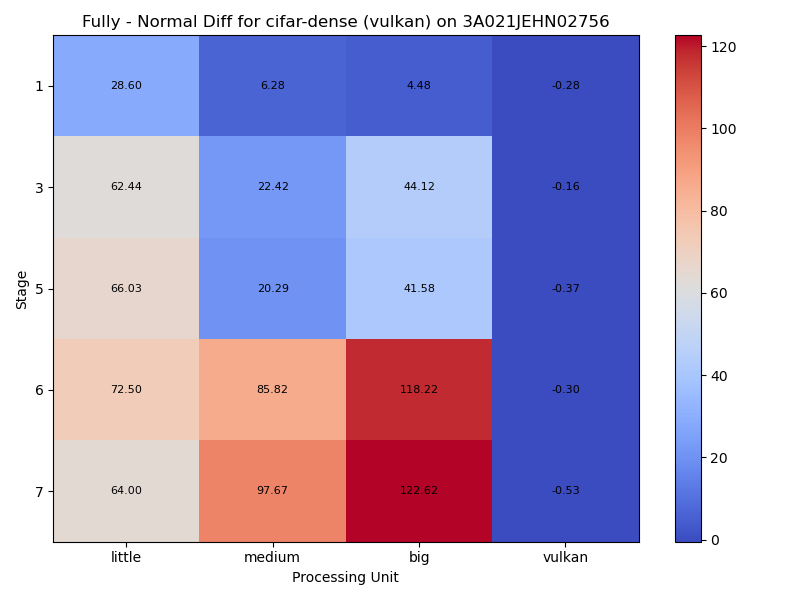 Fully - Normal Diff for cifar-dense (vulkan) on 3A021JEHN02756
1 28.60 6.28 4.48 -0.28
3 62.44 22.42 44.12 -0.16
5 66.03 20.29 41.58 -0.37
6 72.50 85.82 118.22 -0.30
7 64.00 97.67 122.62 -0.53
little medium big vulkan
Processing Unit
Stage
120
100
80
60
40
20
0